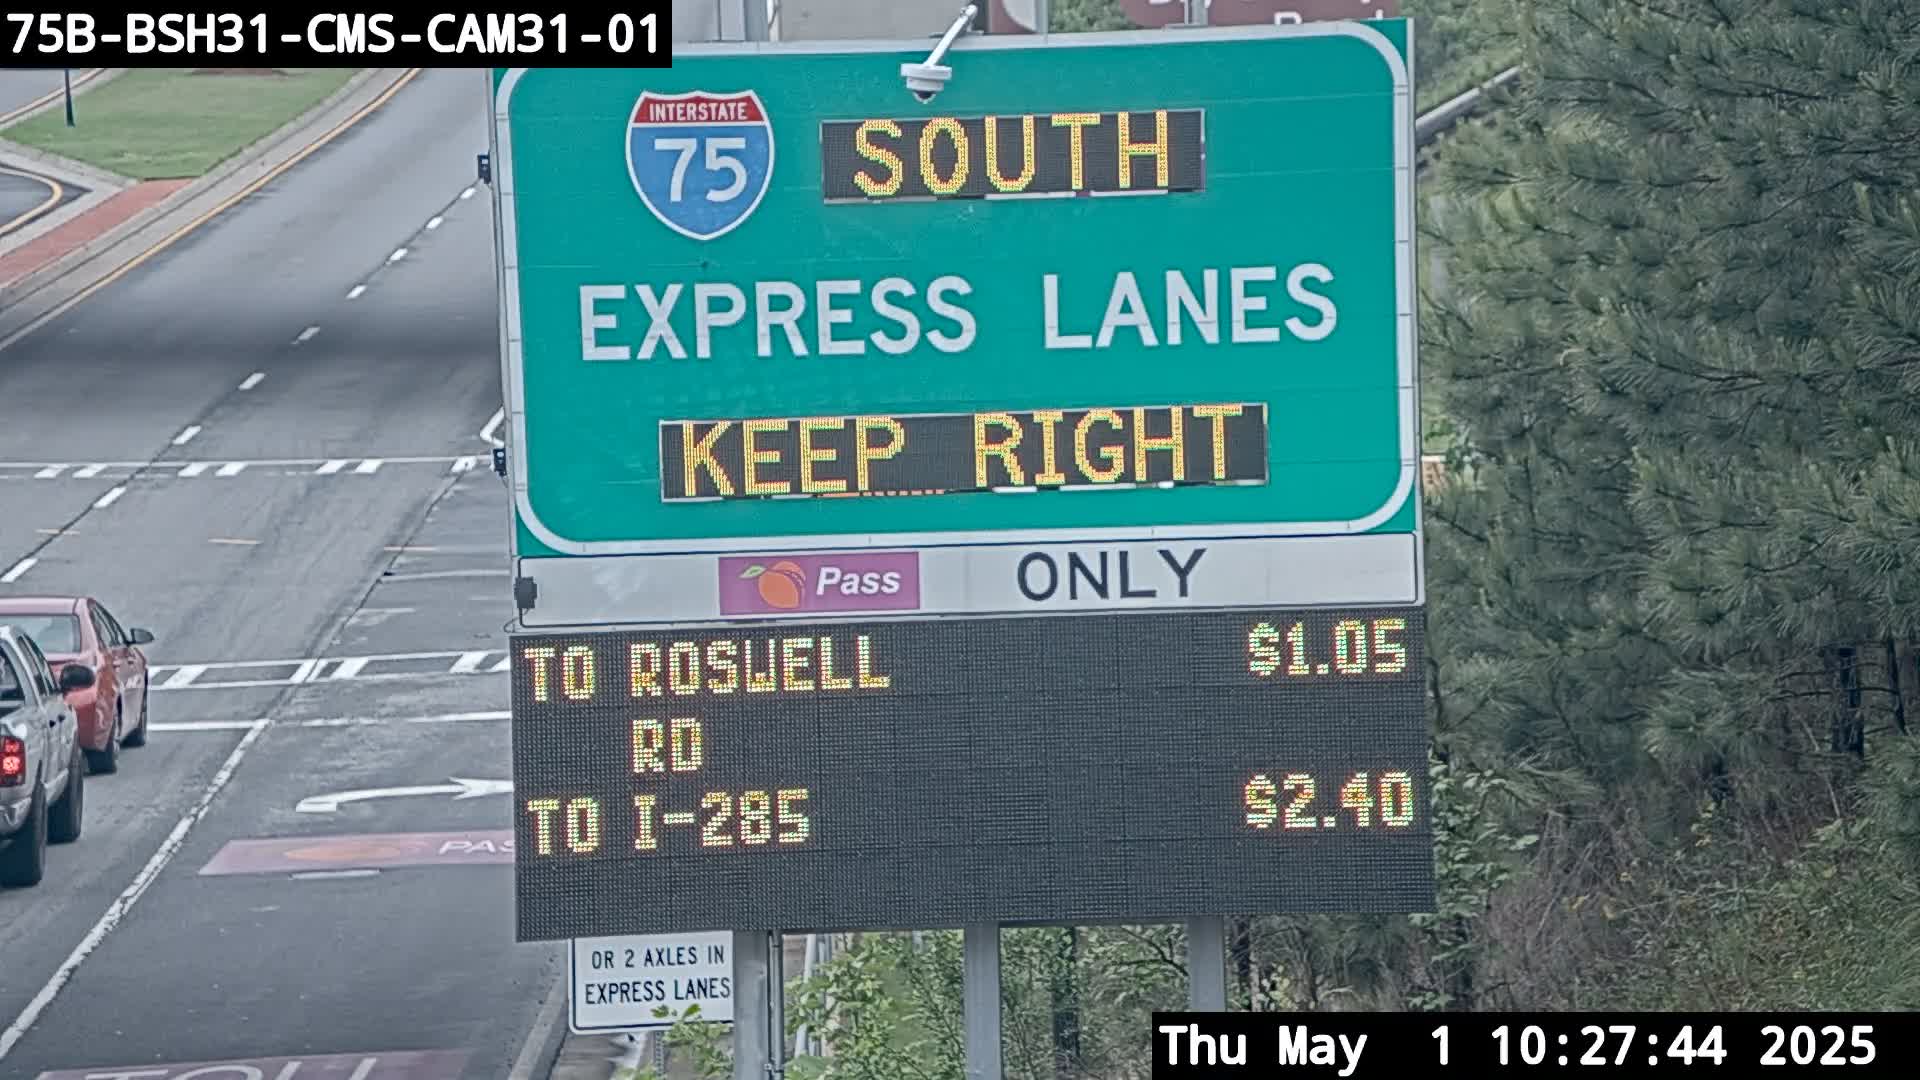 75B-BSH31-CMS-CAM31-01
INTERSTATE
75
SOUTH
EXPRESS LANES
KEEP RIGHT
Pass ONLY
TO ROSWELL $1.05
RD
TO I-285 $2.40
OR 2 AXLES IN
EXPRESS LANES
Thu May 1 10:27:44 2025